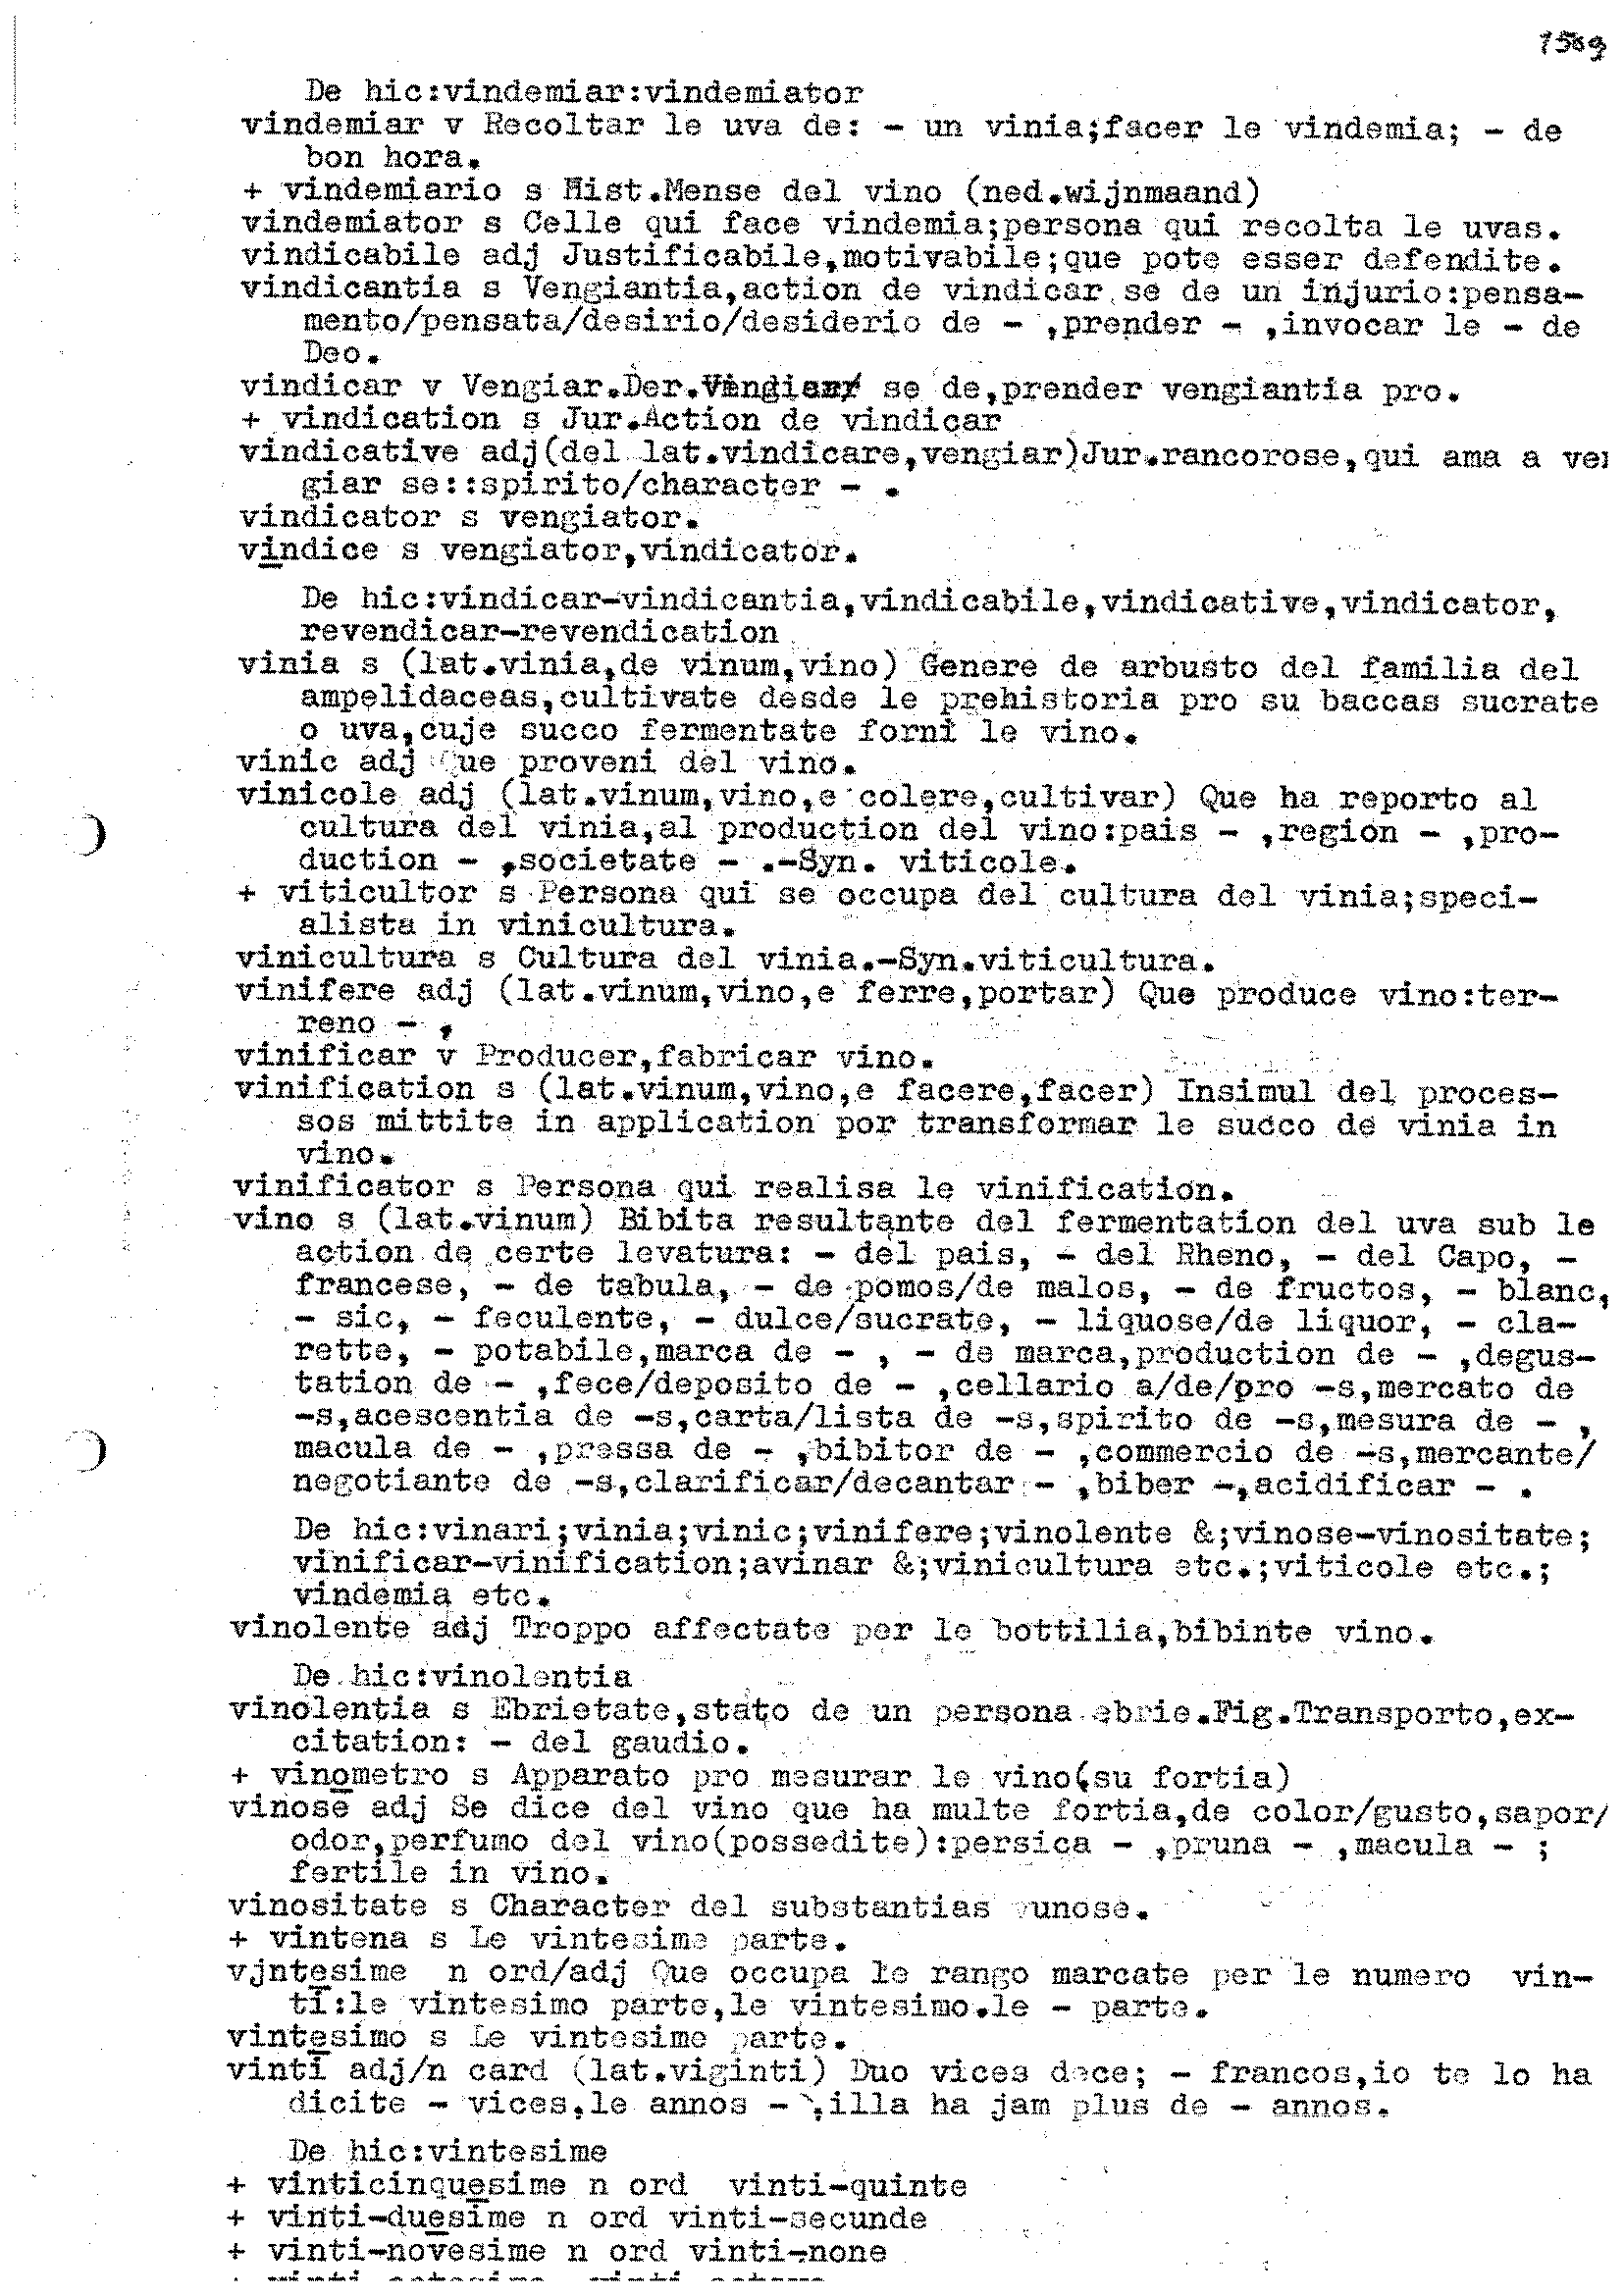 1589
De hic:vindemiar:vindemiator
vindemiar v Recoltar le uva de: - un vinia;facer le vindemia; - de
bon hora.
+ vindemiario s Hist.Mense del vino (ned.wijnmaand)
vindemiator s Celle qui face vindemia;persona qui recolta le uvas.
vindicabile adj Justificabile,motivabile;que pote esser defendite.
vindicantia s Vengiantia,action de vindicar se de un injurio:pensa-
mento/pensata/desirio/desiderio de - ,prender - ,invocar le - de
Deo.
vindicar v Vengiar.Der. se de,prender vengiantia pro.
+ vindication s Jur.Action de vindicar
vindicative adj(del lat.vindicare,vengiar)Jur.rancorose,qui ama a ven
giar se::spirito/character - .
vindicator s vengiator.
vindice s vengiator,vindicator.
De hic:vindicar-vindicantia,vindicabile,vindicative,vindicator,
revendicar-revendication
vinia s (lat.vinia,de vinum,vino) Genere de arbusto del familia del
ampelidaceas,cultivate desde le prehistoria pro su baccas sucrate
o uva,cuje succo fermentate forni le vino.
vinic adj Que proveni del vino.
vinicole adj (lat.vinum,vino,e colere,cultivar) Que ha reporto al
cultura del vinia,al production del vino:pais - ,region - ,pro-
duction - ,societate - .-Syn. viticole.
+ viticultor s Persona qui se occupa del cultura del vinia;speci-
alista in vinicultura.
vinicultura s Cultura del vinia.-Syn.viticultura.
vinifere adj (lat.vinum,vino,e ferre,portar) Que produce vino:ter-
reno - ,
vinificar v Producer,fabricar vino.
vinification s (lat.vinum,vino,e facere,facer) Insimul del proces-
sos mittite in application por transformar le succo de vinia in
vino.
vinificator s Persona qui realisa le vinification.
vino s (lat.vinum) Bibita resultante del fermentation del uva sub le
action de certe levatura: - del pais, - del Rheno, - del Capo, -
francese, - de tabula, - de pomos/de malos, - de fructos, - blanc,
- sic, - feculente, - dulce/sucrate, - liquose/de liquor, - cla-
rette, - potabile,marca de - , - de marca,production de - ,degus-
tation de - ,fece/deposito de - ,cellario a/de/pro -s,mercato de
-s,acescentia de -s,carta/lista de -s,spirito de -s,mesura de - ,
macula de - ,pressa de - ,bibitor de - ,commercio de -s,mercante/
negotiante de -s,clarificar/decantar - ,biber -,acidificar - .
De hic:vinari;vinia;vinic;vinifere;vinolente &;vinose-vinositate;
vinificar-vinification;avinar &;vinicultura etc.;viticole etc.;
vindemia etc.
vinolente adj Troppo affectate per le bottilia,bibinte vino.
De hic:vinolentia
vinolentia s Ebrietate,stato de un persona ebrie.Fig.Transporto,ex-
citation: - del gaudio.
+ vinometro s Apparato pro mesurar le vino(su fortia)
vinose adj Se dice del vino que ha multe fortia,de color/gusto,sapor/
odor,perfumo del vino(possedite):persica - ,pruna - ,macula - ;
fertile in vino.
vinositate s Character del substantias vunose.
+ vintena s Le vintesime parte.
vjntesime n ord/adj Que occupa le rango marcate per le numero vin-
ti:le vintesimo parte,le vintesimo.le - parte.
vintesimo s Le vintesime parte.
vinti adj/n card (lat.viginti) Duo vices dece; - francos,io te lo ha
dicite - vices,le annos - ,illa ha jam plus de - annos.
De hic:vintesime
+ vinticinquesime n ord vinti-quinte
+ vinti-duesime n ord vinti-secunde
+ vinti-novesime n ord vinti-none